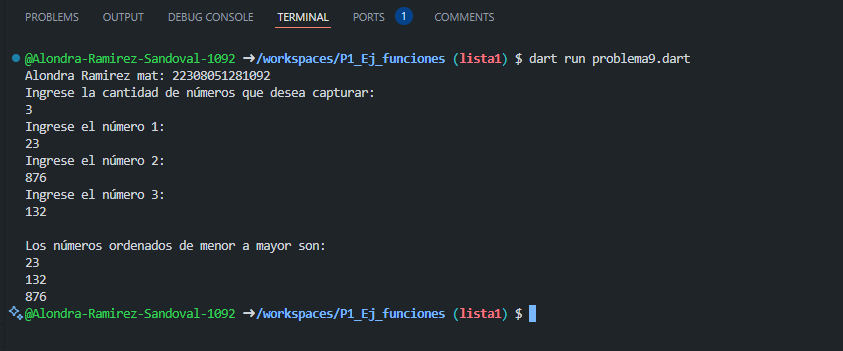 PROBLEMS OUTPUT DEBUG CONSOLE TERMINAL PORTS 1 COMMENTS
@Alondra-Ramirez-Sandoval-1092 ➜/workspaces/P1_Ej_funciones (lista1) $ dart run problema9.dart
Alondra Ramirez mat: 22308051281092
Ingrese la cantidad de números que desea capturar:
3
Ingrese el número 1:
23
Ingrese el número 2:
876
Ingrese el número 3:
132
Los números ordenados de menor a mayor son:
23
132
876
@Alondra-Ramirez-Sandoval-1092 ➜/workspaces/P1_Ej_funciones (lista1) $